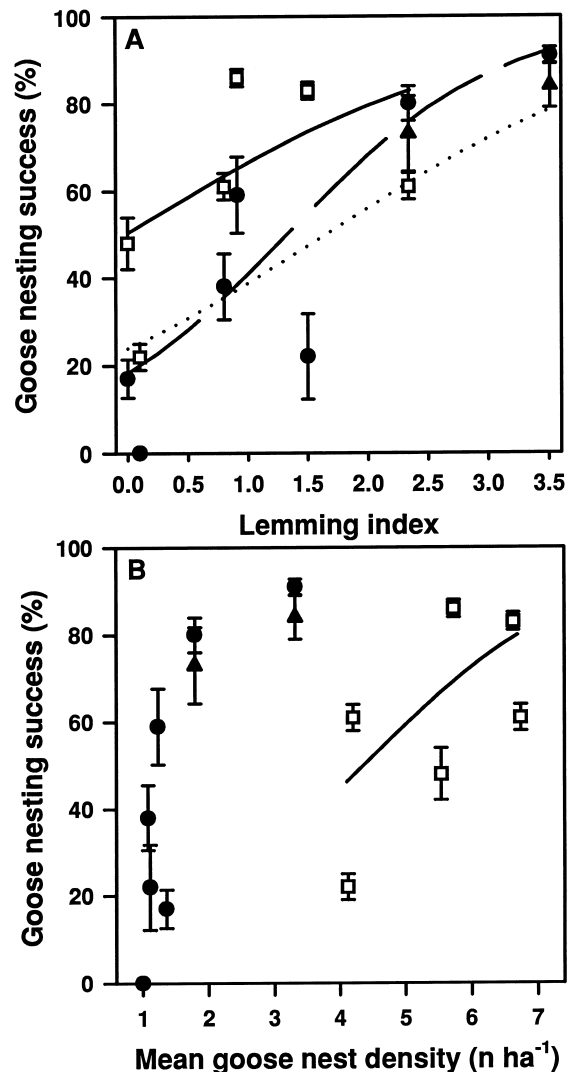 A
Goose nesting success (%)
100
80
60
40
20
0
0.0 0.5 1.0 1.5 2.0 2.5 3.0 3.5
Lemming index
B
Goose nesting success (%)
100
80
60
40
20
0
1 2 3 4 5 6 7
Mean goose nest density (n ha⁻¹)